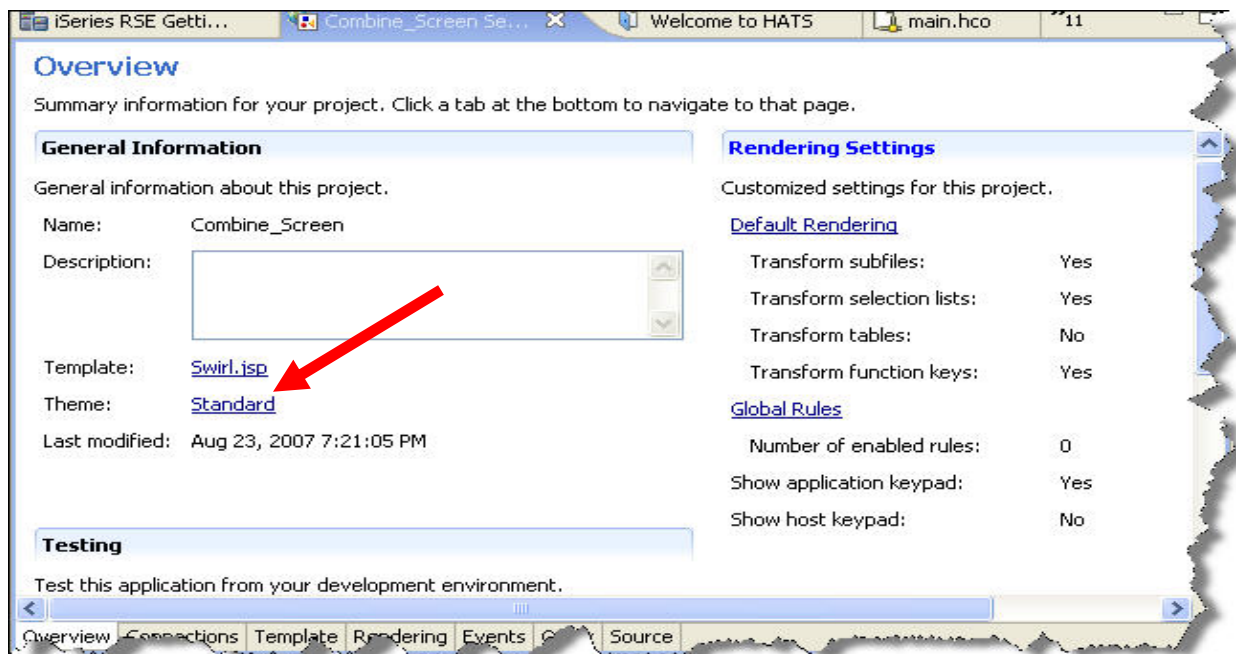 iSeries RSE Getti...
Combine_Screen Se...
Welcome to HATS
main.hco
»11
Overview
Summary information for your project. Click a tab at the bottom to navigate to that page.
General Information
General information about this project.
Name: Combine_Screen
Description:
Template: Swirl.jsp
Theme: Standard
Last modified: Aug 23, 2007 7:21:05 PM
Testing
Test this application from your development environment.
Rendering Settings
Customized settings for this project.
Default Rendering
Transform subfiles: Yes
Transform selection lists: Yes
Transform tables: No
Transform function keys: Yes
Global Rules
Number of enabled rules: 0
Show application keypad: Yes
Show host keypad: No
Overview Connections Template Rendering Events Source